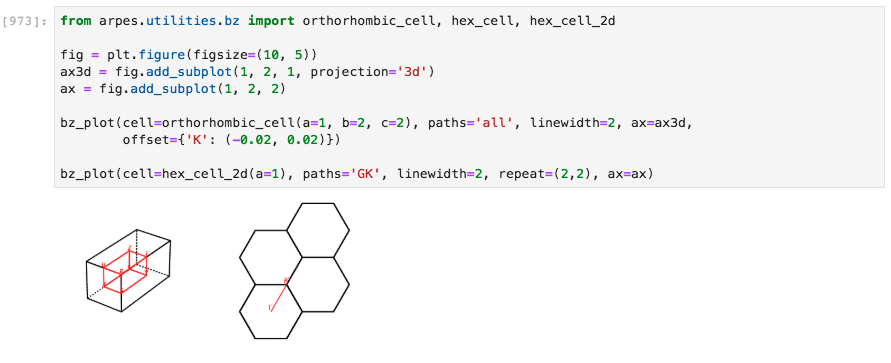 [973]: from arpes.utilities.bz import orthorhombic_cell, hex_cell, hex_cell_2d
fig = plt.figure(figsize=(10, 5))
ax3d = fig.add_subplot(1, 2, 1, projection='3d')
ax = fig.add_subplot(1, 2, 2)
bz_plot(cell=orthorhombic_cell(a=1, b=2, c=2), paths='all', linewidth=2, ax=ax3d,
offset={'K': (-0.02, 0.02)})
bz_plot(cell=hex_cell_2d(a=1), paths='GK', linewidth=2, repeat=(2,2), ax=ax)